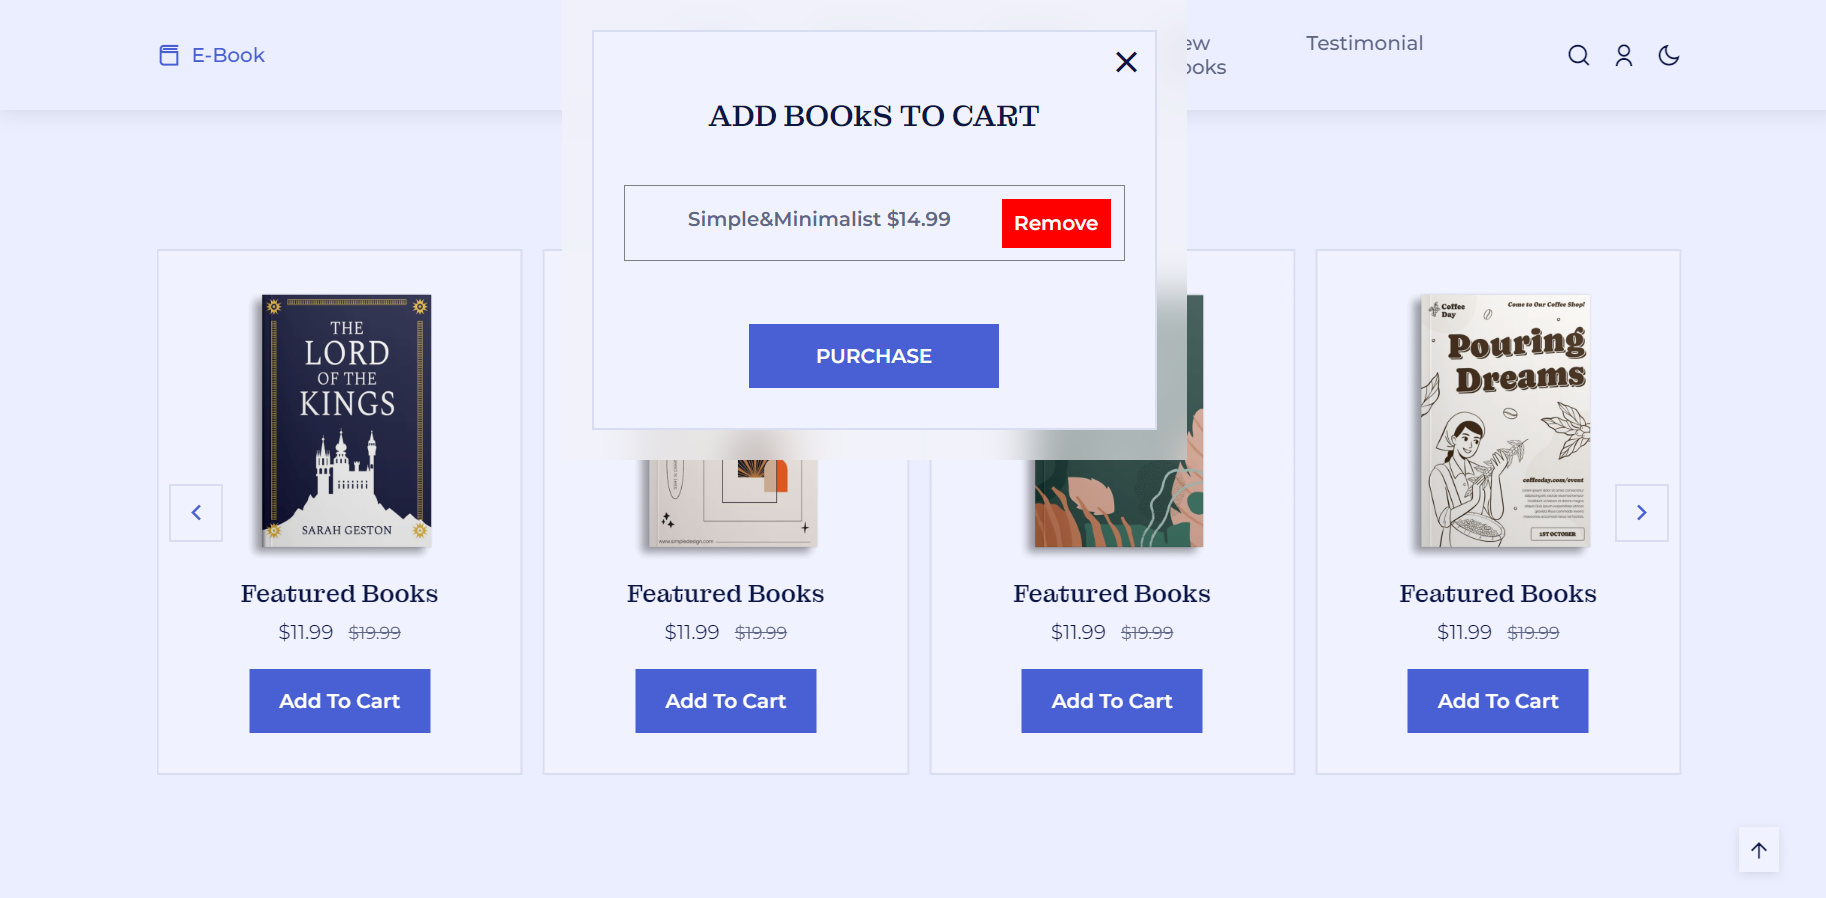 E-Book
ew
ooks
Testimonial
ADD BOOkS TO CART
Simple&Minimalist $14.99
Remove
PURCHASE
THE
LORD
OF THE
KINGS
SARAH GESTON
www.simpledesign.com
Coffee
Day
Come to Our Coffee Shop!
Pouring
Dreams
coffeeday.com/event
1ST OCTOBER
Featured Books
$11.99 $19.99
Add To Cart
Featured Books
$11.99 $19.99
Add To Cart
Featured Books
$11.99 $19.99
Add To Cart
Featured Books
$11.99 $19.99
Add To Cart